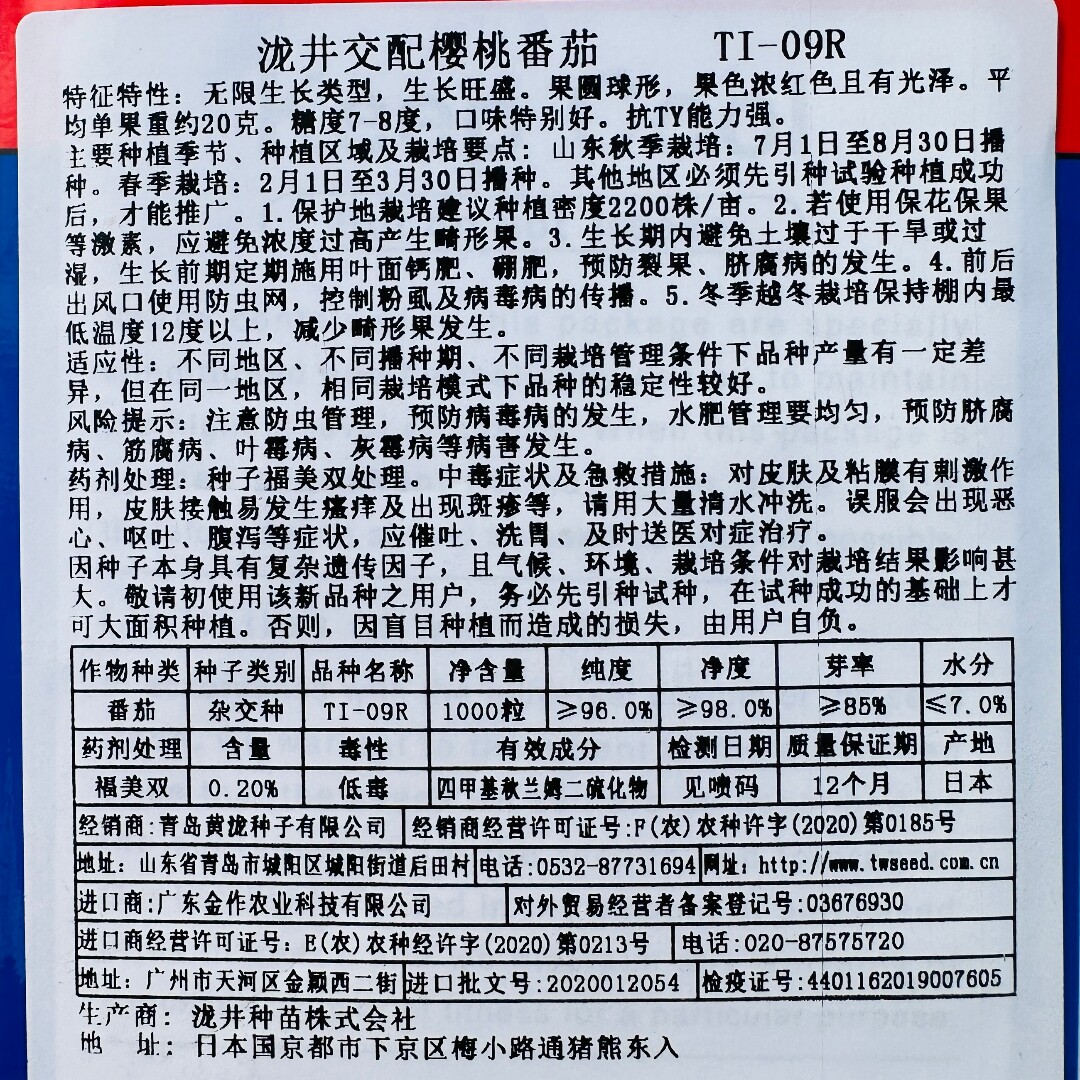 泷井交配樱桃番茄 TI-09R
特征特性：无限生长类型，生长旺盛。果圆球形，果色浓红色且有光泽。平
均单果重约20克。糖度7-8度，口味特别好。抗TY能力强。
主要种植季节、种植区域及栽培要点：山东秋季栽培：7月1日至8月30日播
种。春季栽培：2月1日至3月30日播种。其他地区必须先引种试验种植成功
后，才能推广。1.保护地栽培建议种植密度2200株/亩。2.若使用保花保果
等激素，应避免浓度过高产生畸形果。3.生长期内避免土壤过于干旱或过
湿，生长前期定期施用叶面钙肥、硼肥，预防裂果、脐腐病的发生。4.前后
出风口使用防虫网，控制粉虱及病毒病的传播。5.冬季越冬栽培保持棚内最
低温度12度以上，减少畸形果发生。
适应性：不同地区、不同播种期、不同栽培管理条件下品种产量有一定差
异，但在同一地区，相同栽培模式下品种的稳定性较好。
风险提示：注意防虫管理，预防病毒病的发生，水肥管理要均匀，预防脐腐
病、筋腐病、叶霉病、灰霉病等病害发生。
药剂处理：种子福美双处理。中毒症状及急救措施：对皮肤及粘膜有刺激作
用，皮肤接触易发生瘙痒及出现斑疹等，请用大量清水冲洗。误服会出现恶
心、呕吐、腹泻等症状，应催吐、洗胃、及时送医对症治疗。
因种子本身具有复杂遗传因子，且气候、环境、栽培条件对栽培结果影响甚
大。敬请初使用该新品种之用户，务必先引种试种，在试种成功的基础上才
可大面积种植。否则，因盲目种植而造成的损失，由用户自负。
作物种类 种子类别 品种名称 净含量 纯度 净度 芽率 水分
番茄 杂交种 TI-09R 1000粒 ≥96.0% ≥98.0% ≥85% ≤7.0%
药剂处理 含量 毒性 有效成分 检测日期 质量保证期 产地
福美双 0.20% 低毒 四甲基秋兰姆二硫化物 见喷码 12个月 日本
经销商:青岛黄泷种子有限公司 经销商经营许可证号:F(农)农种许字(2020)第0185号
地址：山东省青岛市城阳区城阳街道后田村 电话:0532-87731694 网址：http://www.twseed.com.cn
进口商:广东金作农业科技有限公司 对外贸易经营者备案登记号:03676930
进口商经营许可证号：E(农)农种经许字(2020)第0213号 电话:020-87575720
地址：广州市天河区金颖西二街 进口批文号:2020012054 检疫证号:4401162019007605
生产商：泷井种苗株式会社
地 址：日本国京都市下京区梅小路通猪熊东入